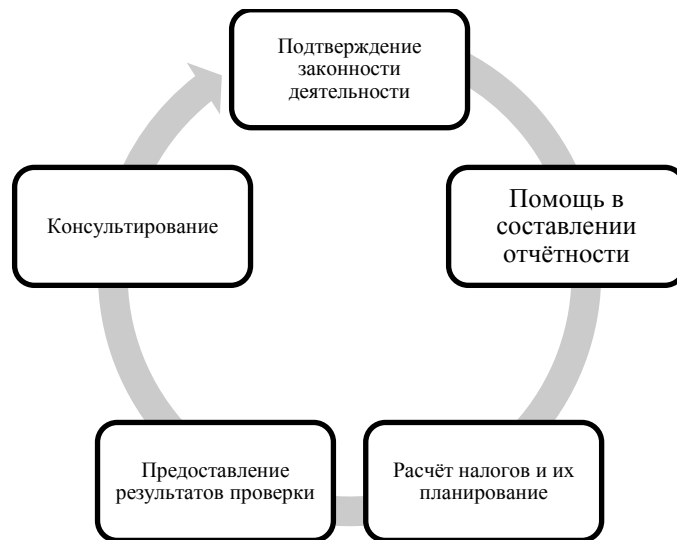 Подтверждение
законности
деятельности
Помощь в
составлении
отчётности
Расчёт налогов и их
планирование
Предоставление
результатов проверки
Консультирование